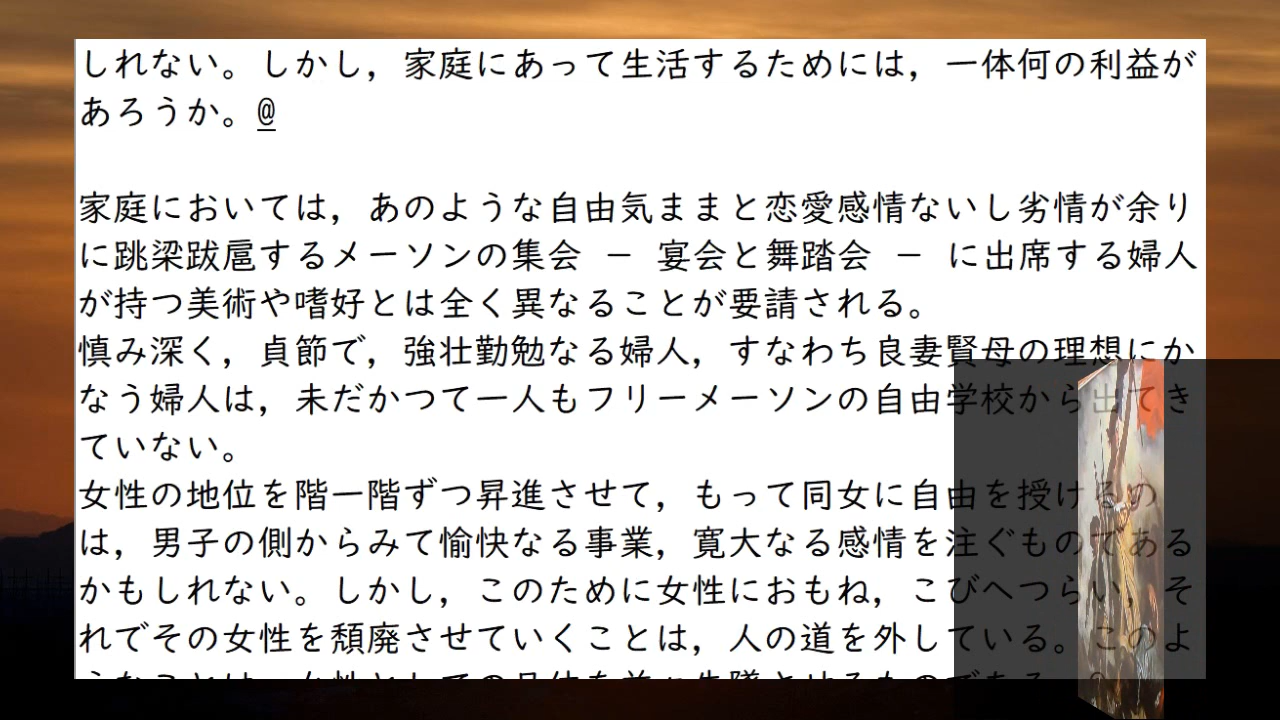 しれない。しかし，家庭にあって生活するためには，一体何の利益が
あろうか。@
家庭においては，あのような自由気ままと恋愛感情ないし劣情が余り
に跳梁跋扈するメーソンの集会 － 宴会と舞踏会 － に出席する婦人
が持つ美術や嗜好とは全く異なることが要請される。
慎み深く，貞節で，強壮勤勉なる婦人，すなわち良妻賢母の理想にか
なう婦人は，未だかつて一人もフリーメーソンの自由学校から出てき
ていない。
女性の地位を階一階ずつ昇進させて，もって同女に自由を授けるの
は，男子の側からみて愉快なる事業，寛大なる感情を注ぐものである
かもしれない。しかし，このために女性におもね，こびへつらい，そ
れでその女性を頽廃させていくことは，人の道を外している。このよ